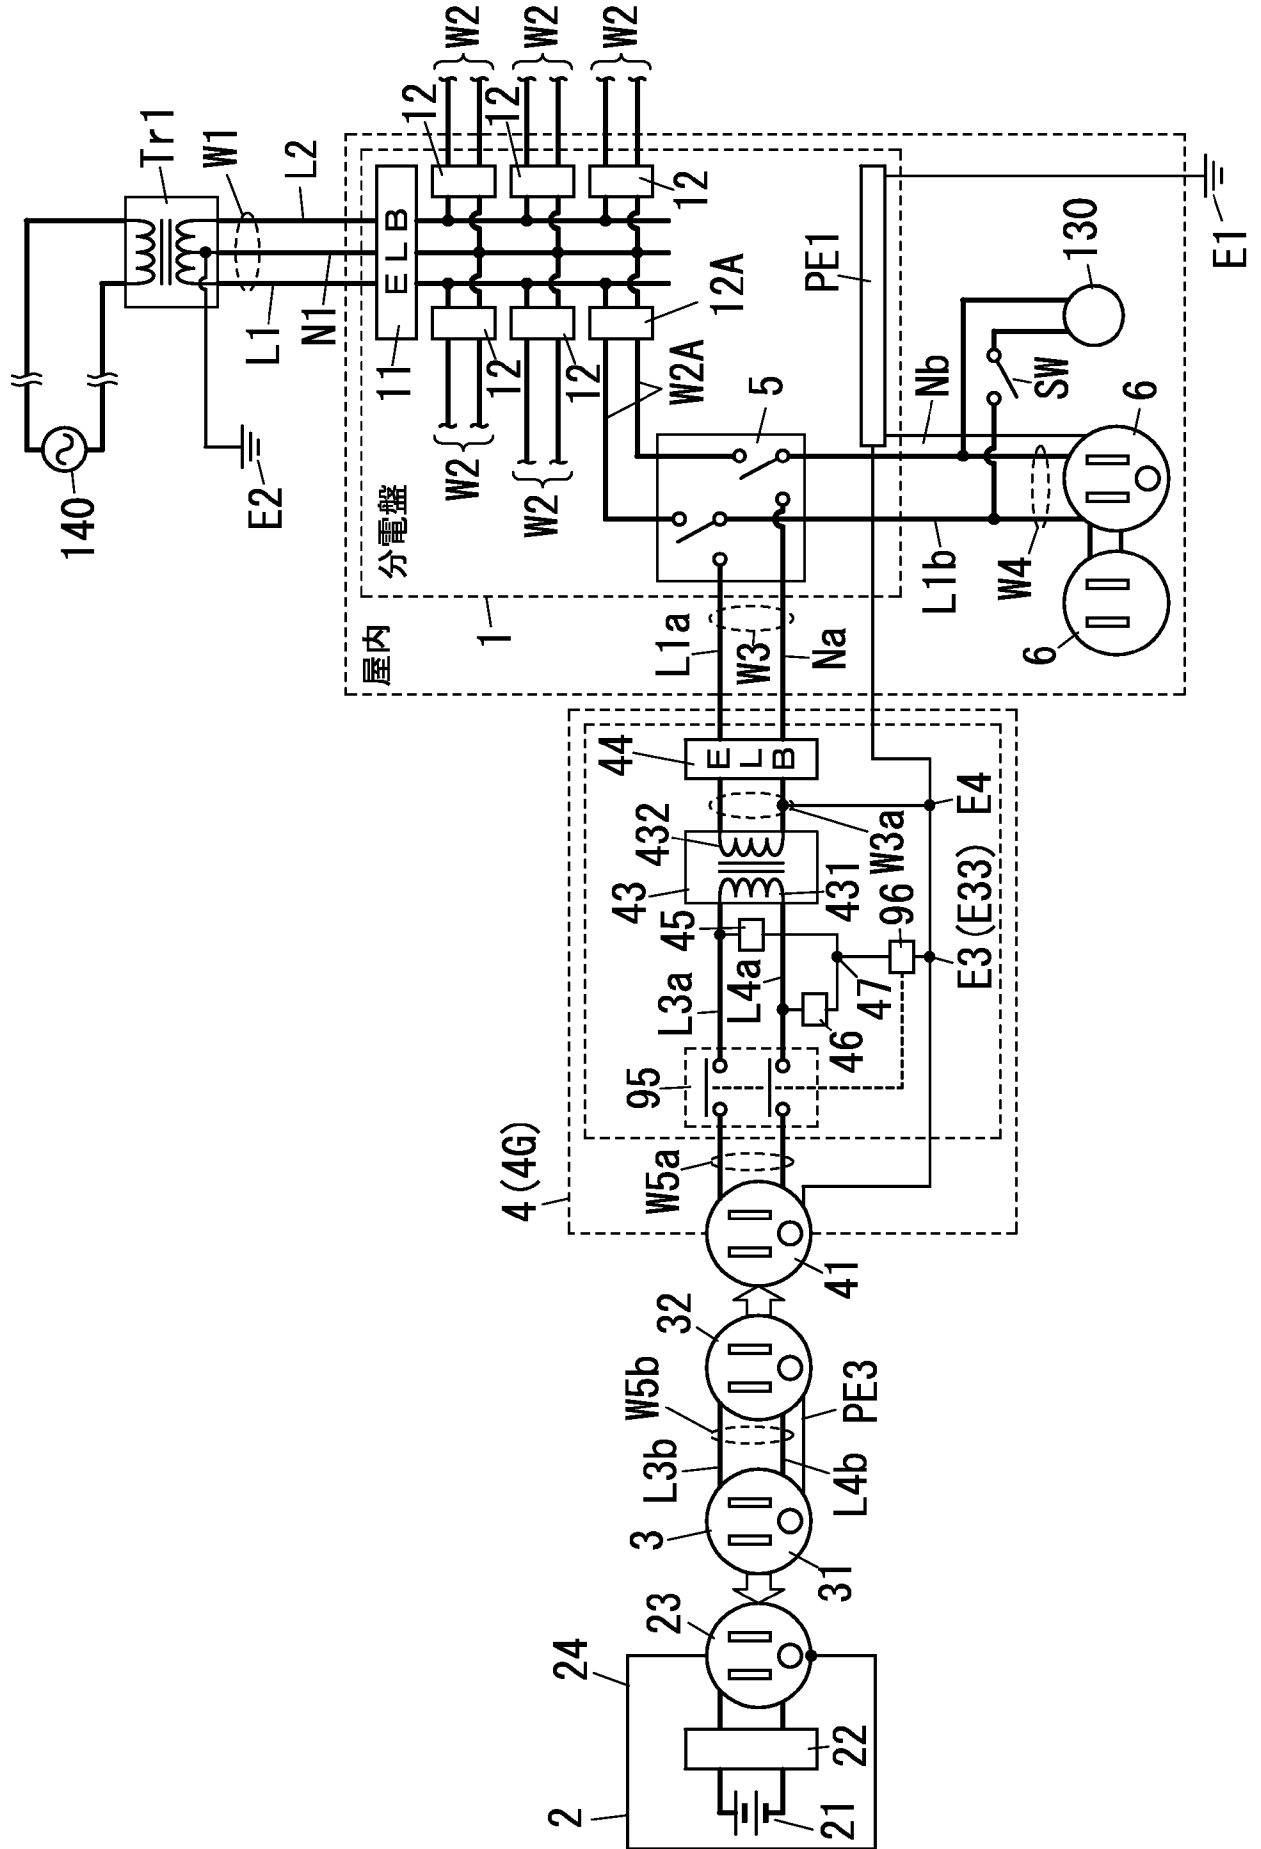 140
E2
Tr1
W1
L2
L1
N1
11
E L B
12
W2
12
W2
12
W2
12
W2
12
W2
12A
W2A
分電盤
屋内
1
5
PE1
E1
130
SW
Nb
6
6
W4
L1b
L1a
W3
Na
44
E L B
432
43
431
W3a
E4
45
L3a
L4a
46
47
96
E3(E33)
95
4(4G)
W5a
41
32
W5b
L3b
PE3
L4b
3
31
23
24
22
2
21